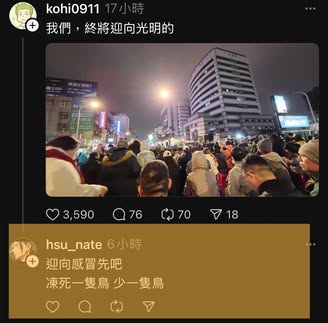 kohi0911 17小時
我們，終將迎向光明的
3,590 76 70 18
hsu_nate 6小時
迎向感冒先吧
凍死一隻鳥 少一隻鳥